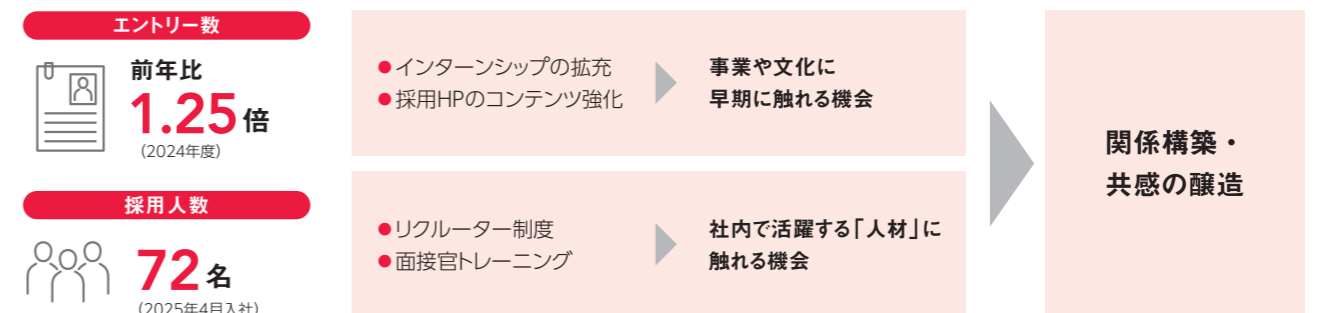 エントリー数
前年比
1.25倍
(2024年度)
採用人数
72名
(2025年4月入社)
●インターンシップの拡充
●採用HPのコンテンツ強化
事業や文化に
早期に触れる機会
●リクルーター制度
●面接官トレーニング
社内で活躍する「人材」に
触れる機会
関係構築・
共感の醸造